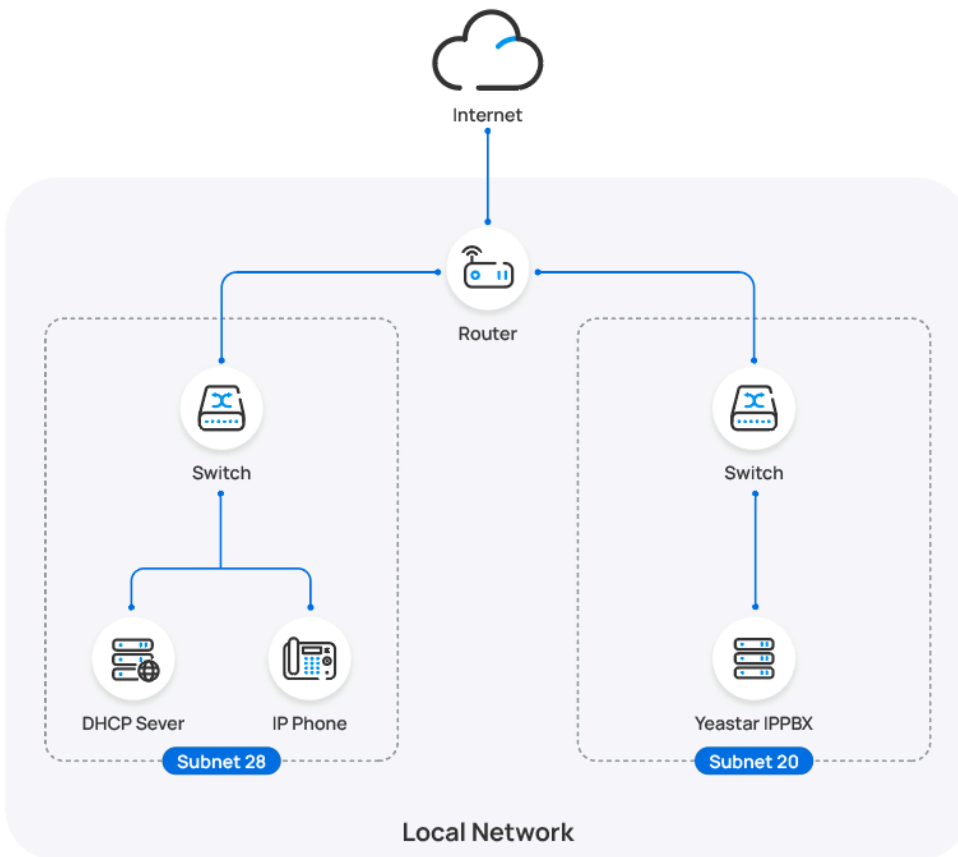 Internet
Router
Switch
Switch
DHCP Sever
IP Phone
Yeastar IPPBX
Subnet 28
Subnet 20
Local Network